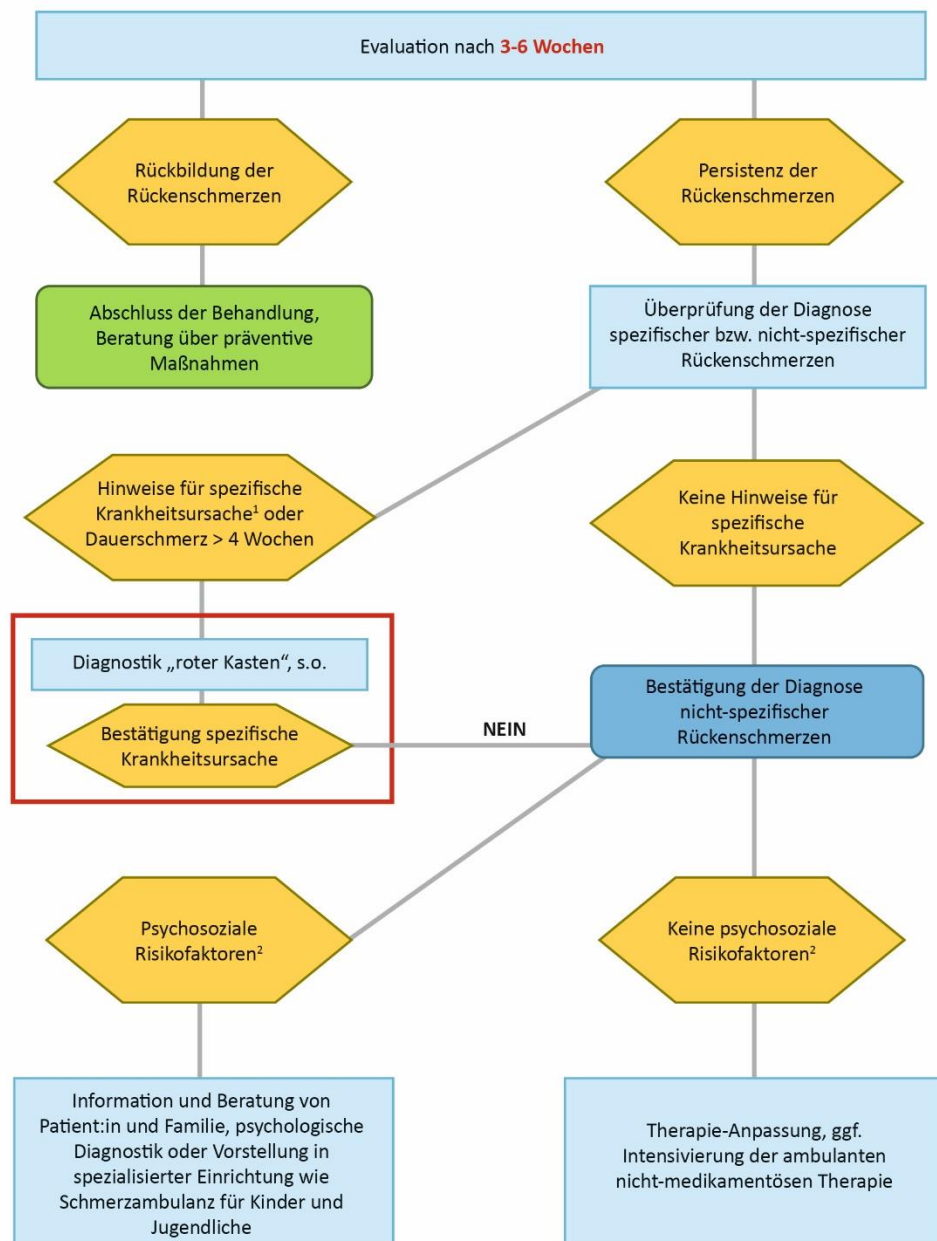 Evaluation nach 3-6 Wochen
Rückbildung der
Rückenschmerzen
Persistenz der
Rückenschmerzen
Abschluss der Behandlung,
Beratung über präventive
Maßnahmen
Überprüfung der Diagnose
spezifischer bzw. nicht-spezifischer
Rückenschmerzen
Hinweise für spezifische
Krankheitsursache¹ oder
Dauerschmerz > 4 Wochen
Keine Hinweise für
spezifische
Krankheitsursache
Diagnostik „roter Kasten“, s.o.
Bestätigung spezifische
Krankheitsursache
NEIN
Bestätigung der Diagnose
nicht-spezifischer
Rückenschmerzen
Psychosoziale
Risikofaktoren²
Keine psychosoziale
Risikofaktoren²
Information und Beratung von
Patient:in und Familie, psychologische
Diagnostik oder Vorstellung in
spezialisierter Einrichtung wie
Schmerzambulanz für Kinder und
Jugendliche
Therapie-Anpassung, ggf.
Intensivierung der ambulanten
nicht-medikamentösen Therapie